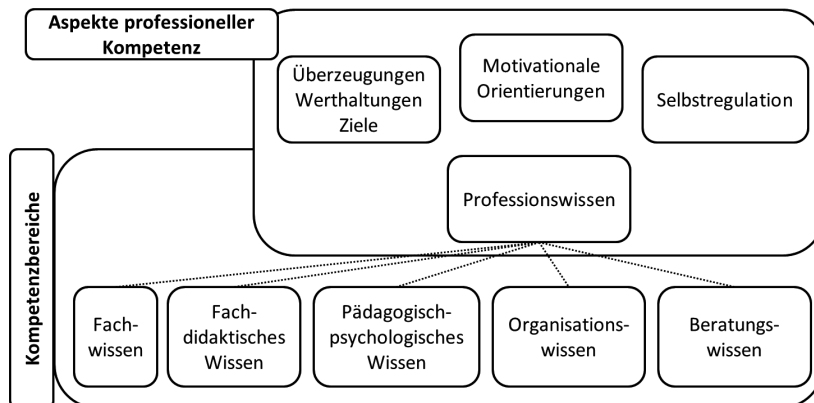 Aspekte professioneller
Kompetenz
Überzeugungen
Werthaltungen
Ziele
Motivationale
Orientierungen
Selbstregulation
Professionswissen
Kompetenzbereiche
Fach-
wissen
Fach-
didaktisches
Wissen
Pädagogisch-
psychologisches
Wissen
Organisations-
wissen
Beratungs-
wissen